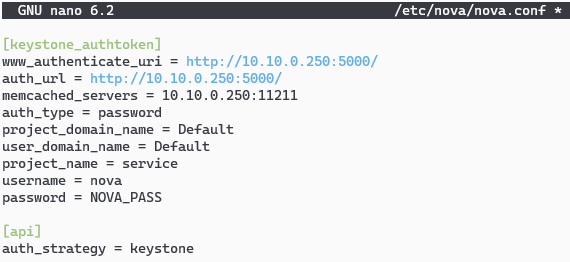 GNU nano 6.2 /etc/nova/nova.conf *
[keystone_authtoken]
www_authenticate_uri = http://10.10.0.250:5000/
auth_url = http://10.10.0.250:5000/
memcached_servers = 10.10.0.250:11211
auth_type = password
project_domain_name = Default
user_domain_name = Default
project_name = service
username = nova
password = NOVA_PASS
[api]
auth_strategy = keystone